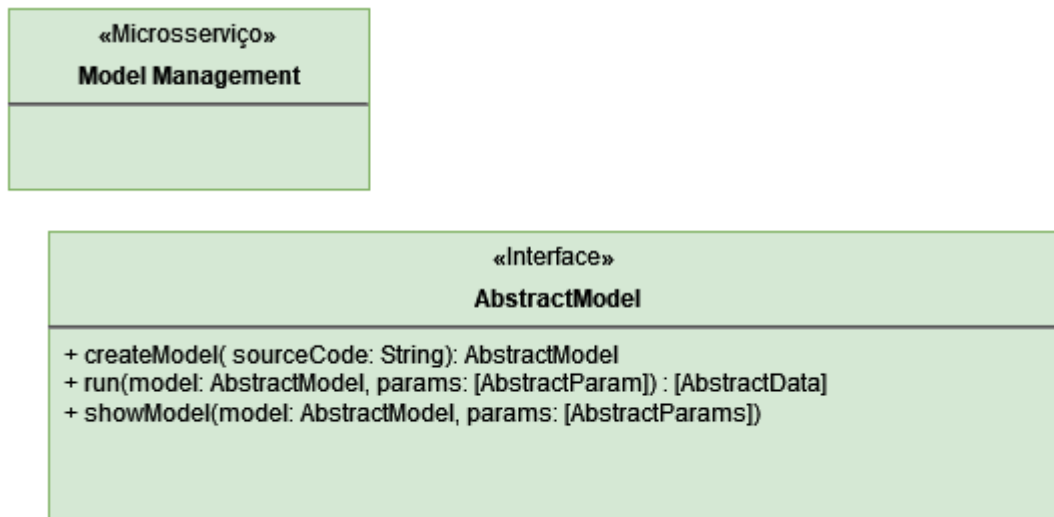 «Microsserviço»
Model Management
«Interface»
AbstractModel
+ createModel( sourceCode: String): AbstractModel
+ run(model: AbstractModel, params: [AbstractParam]) : [AbstractData]
+ showModel(model: AbstractModel, params: [AbstractParams])